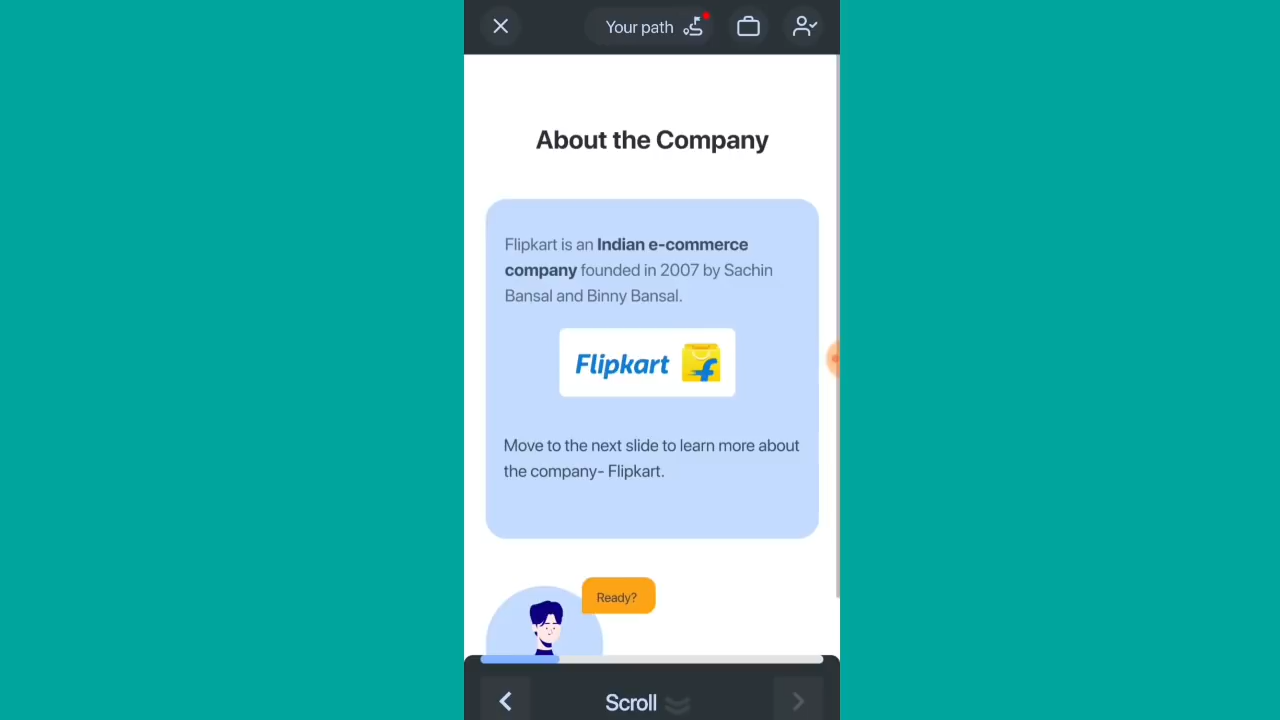 Your path
About the Company
Flipkart is an Indian e-commerce
company founded in 2007 by Sachin
Bansal and Binny Bansal.
Flipkart
Move to the next slide to learn more about
the company- Flipkart.
Ready?
Scroll